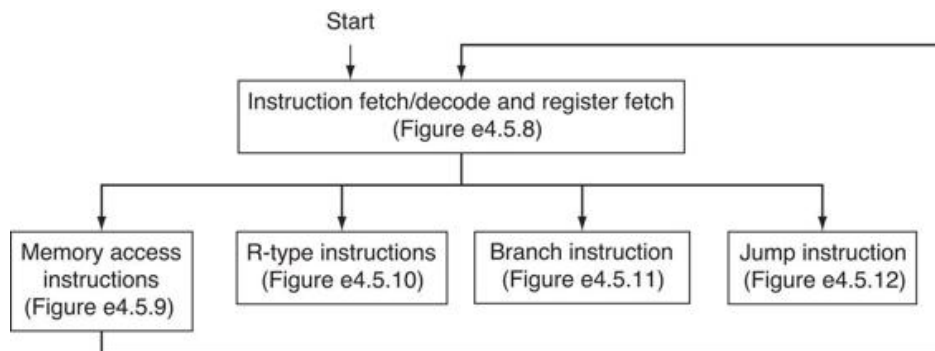 Start
Instruction fetch/decode and register fetch
(Figure e4.5.8)
Memory access
instructions
(Figure e4.5.9)
R-type instructions
(Figure e4.5.10)
Branch instruction
(Figure e4.5.11)
Jump instruction
(Figure e4.5.12)